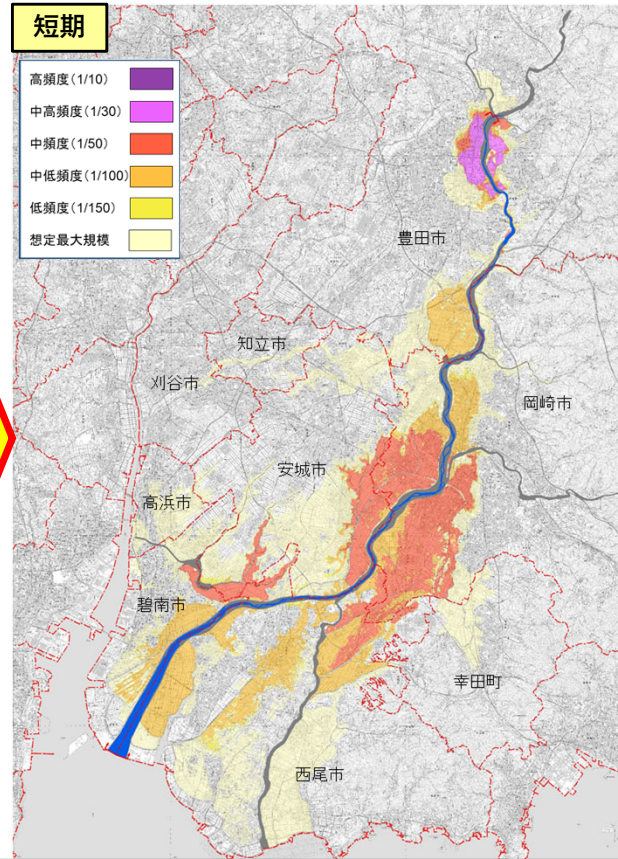 短期
高頻度(1/10)
中高頻度(1/30)
中頻度(1/50)
中低頻度(1/100)
低頻度(1/150)
想定最大規模
豊田市
知立市
刈谷市
岡崎市
安城市
高浜市
碧南市
幸田町
西尾市